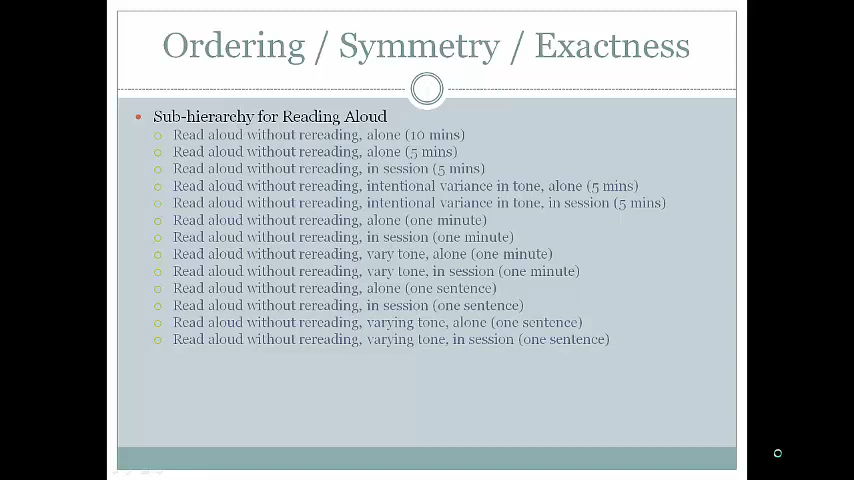 Ordering / Symmetry / Exactness
Sub-hierarchy for Reading Aloud
Read aloud without rereading, alone (10 mins)
Read aloud without rereading, alone (5 mins)
Read aloud without rereading, in session (5 mins)
Read aloud without rereading, intentional variance in tone, alone (5 mins)
Read aloud without rereading, intentional variance in tone, in session (5 mins)
Read aloud without rereading, alone (one minute)
Read aloud without rereading, in session (one minute)
Read aloud without rereading, vary tone, alone (one minute)
Read aloud without rereading, vary tone, in session (one minute)
Read aloud without rereading, alone (one sentence)
Read aloud without rereading, in session (one sentence)
Read aloud without rereading, varying tone, alone (one sentence)
Read aloud without rereading, varying tone, in session (one sentence)